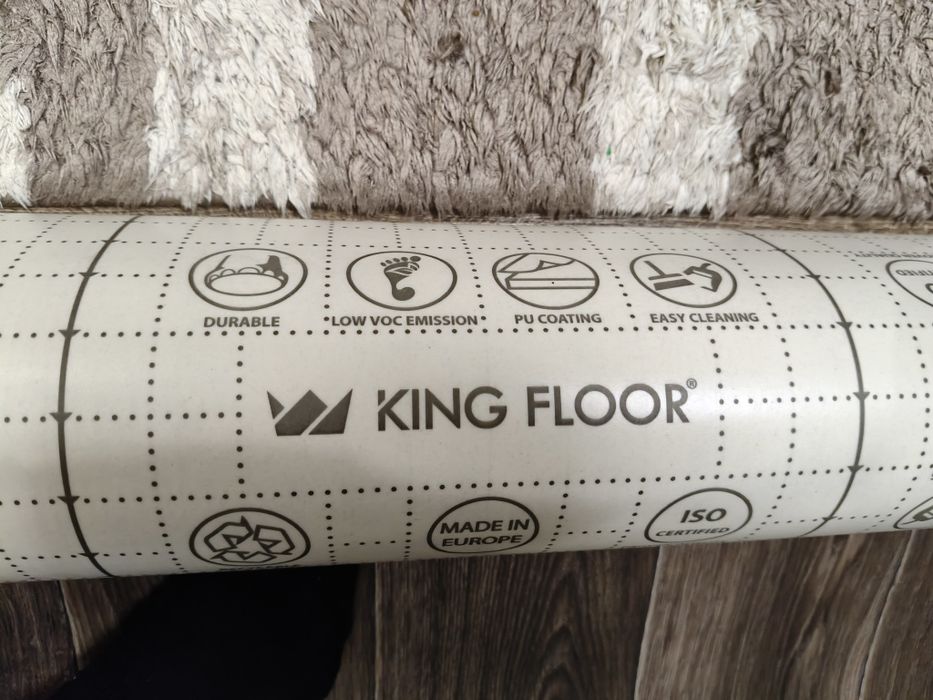 DURABLE
LOW VOC EMISSION
PU COATING
EASY CLEANING
KING FLOOR®
MADE IN
EUROPE
ISO
CERTIFIED